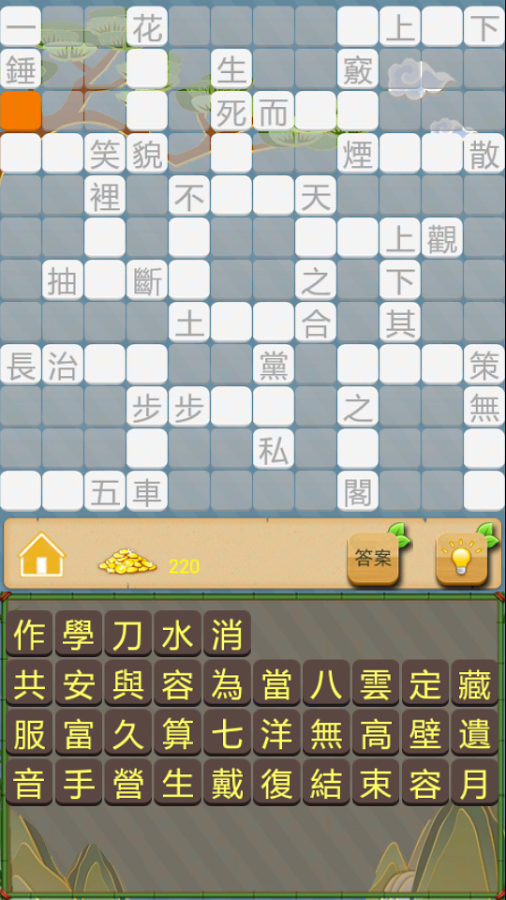 一 花 上 下
錘 生 竅
死 而
笑 貌 煙 散
裡 不 天
上 觀
抽 斷 之 下
土 合 其
長 治 黨 策
步 步 之 無
私
五 車 閣
220 答案
作 學 刀 水 消
共 安 與 容 為 當 八 雲 定 藏
服 富 久 算 七 洋 無 高 壁 遺
音 手 營 生 戴 復 結 束 容 月